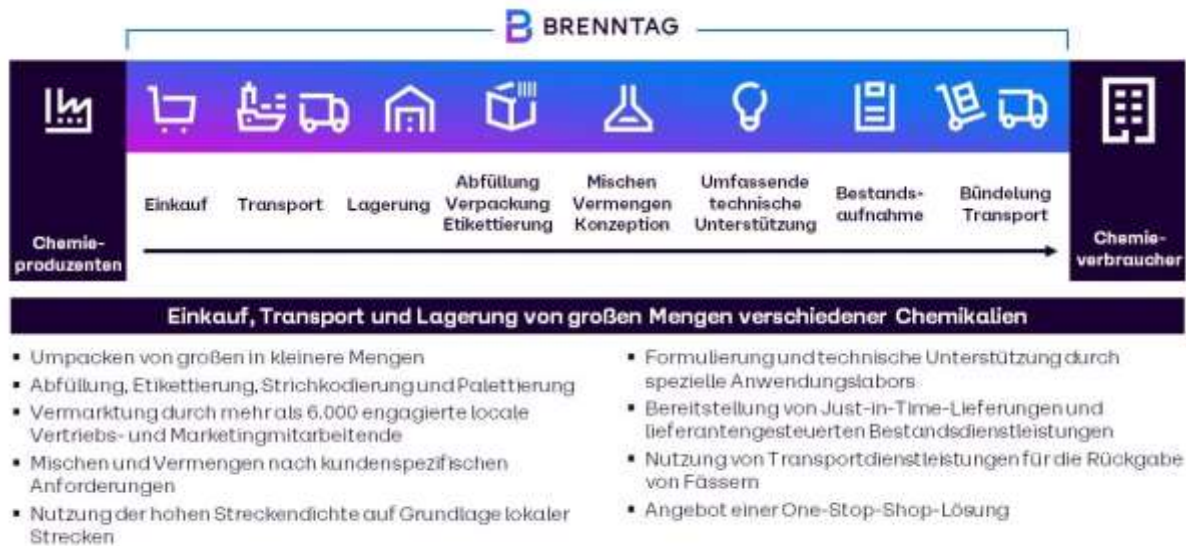 BRENNTAG
Chemie-
produzenten
Einkauf
Transport
Lagerung
Abfüllung
Verpackung
Etikettierung
Mischen
Vermengen
Konzeption
Umfassende
technische
Unterstützung
Bestands-
aufnahme
Bündelung
Transport
Chemie-
verbraucher
Einkauf, Transport und Lagerung von großen Mengen verschiedener Chemikalien
▪ Umpacken von großen in kleinere Mengen
▪ Abfüllung, Etikettierung, Strichkodierung und Palettierung
▪ Vermarktung durch mehr als 6.000 engagierte locale
Vertriebs- und Marketingmitarbeitende
▪ Mischen und Vermengen nach kundenspezifischen
Anforderungen
▪ Nutzung der hohen Streckendichte auf Grundlage lokaler
Strecken
▪ Formulierung und technische Unterstützung durch
spezielle Anwendungslabors
▪ Bereitstellung von Just-in-Time-Lieferungen und
lieferantengesteuerten Bestandsdienstleistungen
▪ Nutzung von Transportdienstleistungen für die Rückgabe
von Fässern
▪ Angebot einer One-Stop-Shop-Lösung